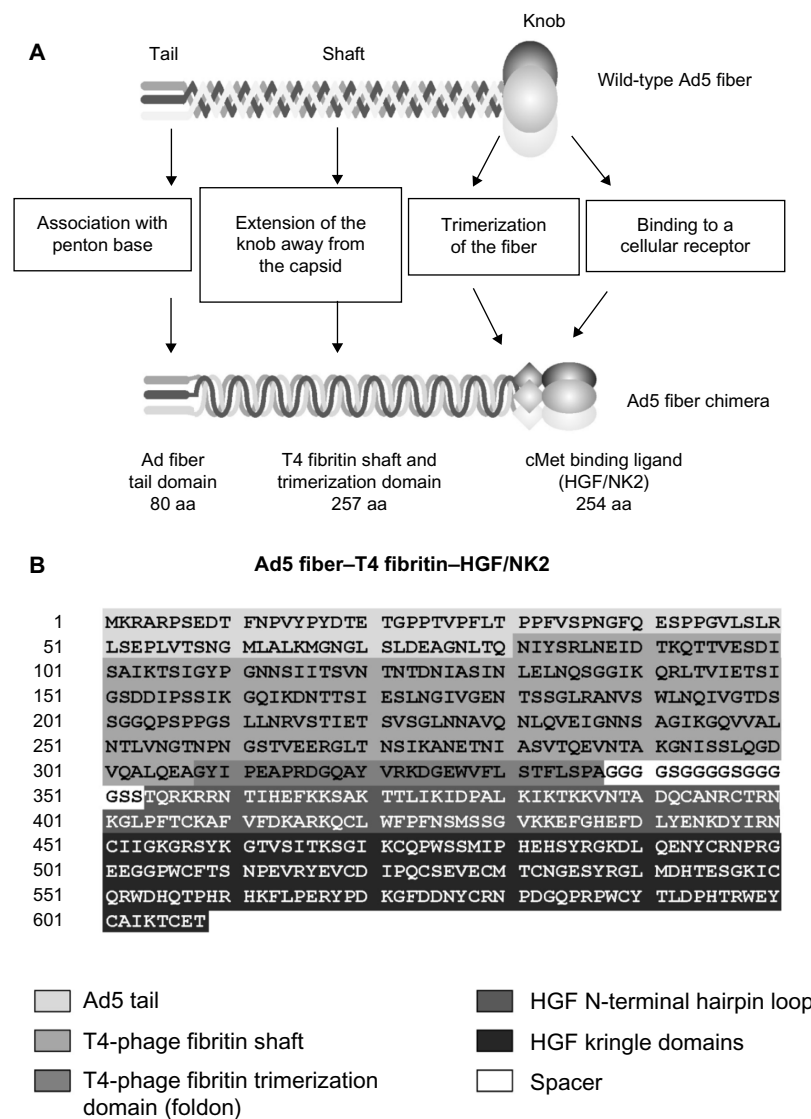 A
Tail
Shaft
Knob
Wild-type Ad5 fiber
Association with
penton base
Extension of the
knob away from
the capsid
Trimerization
of the fiber
Binding to a
cellular receptor
Ad5 fiber chimera
Ad fiber
tail domain
80 aa
T4 fibritin shaft and
trimerization domain
257 aa
cMet binding ligand
(HGF/NK2)
254 aa
B
Ad5 fiber–T4 fibritin–HGF/NK2
1 MKRARPSEDT FNPVYPYDTE TGPPTVPFLT PPFVSPNGFQ ESPPGVLSLR
51 LSEPLVTSNG MLALKMGNGL SLDEAGNLTQ NIYSRLNEID TKQTTVESDI
101 SAIKTSIGYP GNNSIITSVN TNTDNIASIN LELNQSGGIK QRLTVIETSI
151 GSDDIPSSIK GQIKDNTTSI ESLNGIVGEN TSSGLRANVS WLNQIVGTDS
201 SGGQPSPPGS LLNRVSTIET SVSGLNNAVQ NLQVEIGNNS AGIKGQVVAL
251 NTLVNGTNPN GSTVEERGLT NSIKANETNI ASVTQEVNTA KGNISSLQGD
301 VQALQEAGYI PEAPRDGQAY VRKDGEWVFL STFLSPAGGG GSGGGGSGGG
351 GSSTQRKRRN TIHEFKKSAK TTLIKIDPAL KIKTKKVNTA DQCANRCTRN
401 KGLPFTCKAF VFDKARKQCL WFPFNSMSSG VKKEFGHEFD LYENKDYIRN
451 CIIGKGRSYK GTVSITKSGI KCQPWSSMIP HEHSYRGKDL QENYCRNPRG
501 EEGGPWCFTS NPEVRYEVCD IPQCSEVECM TCNGESYRGL MDHTESGKIC
551 QRWDHQTPHR HKFLPERYPD KGFDDNYCRN PDGQPRPWCY TLDPHTRWEY
601 CAIKTCET
Ad5 tail
T4-phage fibritin shaft
T4-phage fibritin trimerization
domain (foldon)
HGF N-terminal hairpin loop
HGF kringle domains
Spacer